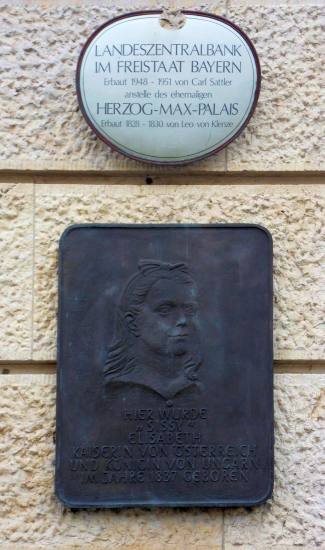 LANDESZENTRALBANK
IM FREISTAAT BAYERN
Erbaut 1948 - 1951 von Carl Sattler
anstelle des ehemaligen
HERZOG-MAX-PALAIS
Erbaut 1828 - 1830 von Leo von Klenze
HIER WURDE
„SISSY“
ELISABETH
KAISERIN VON ÖSTERREICH
UND KÖNIGIN VON UNGARN
IM JAHRE 1837 GEBOREN